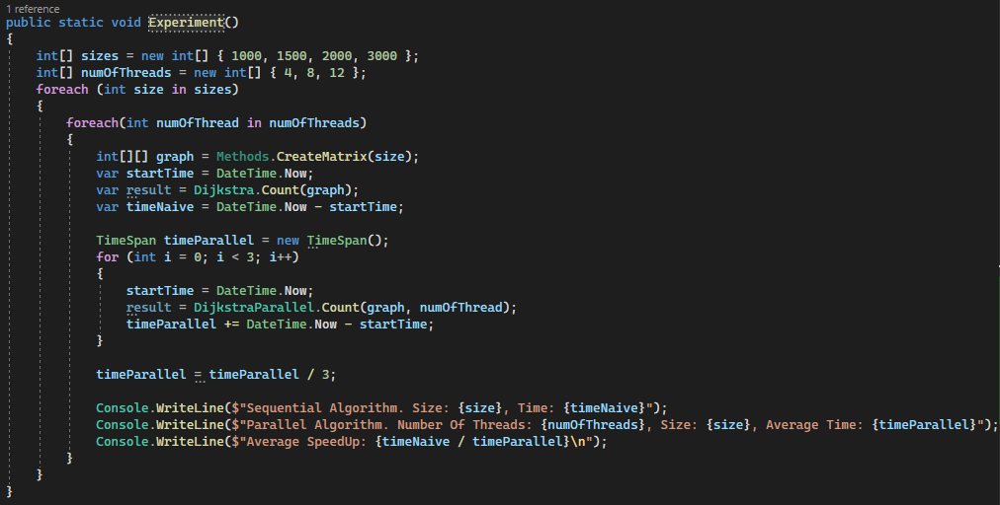 1 reference
public static void Experiment()
{
    int[] sizes = new int[] { 1000, 1500, 2000, 3000 };
    int[] numOfThreads = new int[] { 4, 8, 12 };
    foreach (int size in sizes)
    {
        foreach(int numOfThread in numOfThreads)
        {
            int[][] graph = Methods.CreateMatrix(size);
            var startTime = DateTime.Now;
            var result = Dijkstra.Count(graph);
            var timeNaive = DateTime.Now - startTime;

            TimeSpan timeParallel = new TimeSpan();
            for (int i = 0; i < 3; i++)
            {
                startTime = DateTime.Now;
                result = DijkstraParallel.Count(graph, numOfThread);
                timeParallel += DateTime.Now - startTime;
            }

            timeParallel = timeParallel / 3;

            Console.WriteLine($"Sequential Algorithm. Size: {size}, Time: {timeNaive}");
            Console.WriteLine($"Parallel Algorithm. Number Of Threads: {numOfThreads}, Size: {size}, Average Time: {timeParallel}");
            Console.WriteLine($"Average SpeedUp: {timeNaive / timeParallel}\n");
        }
    }
}